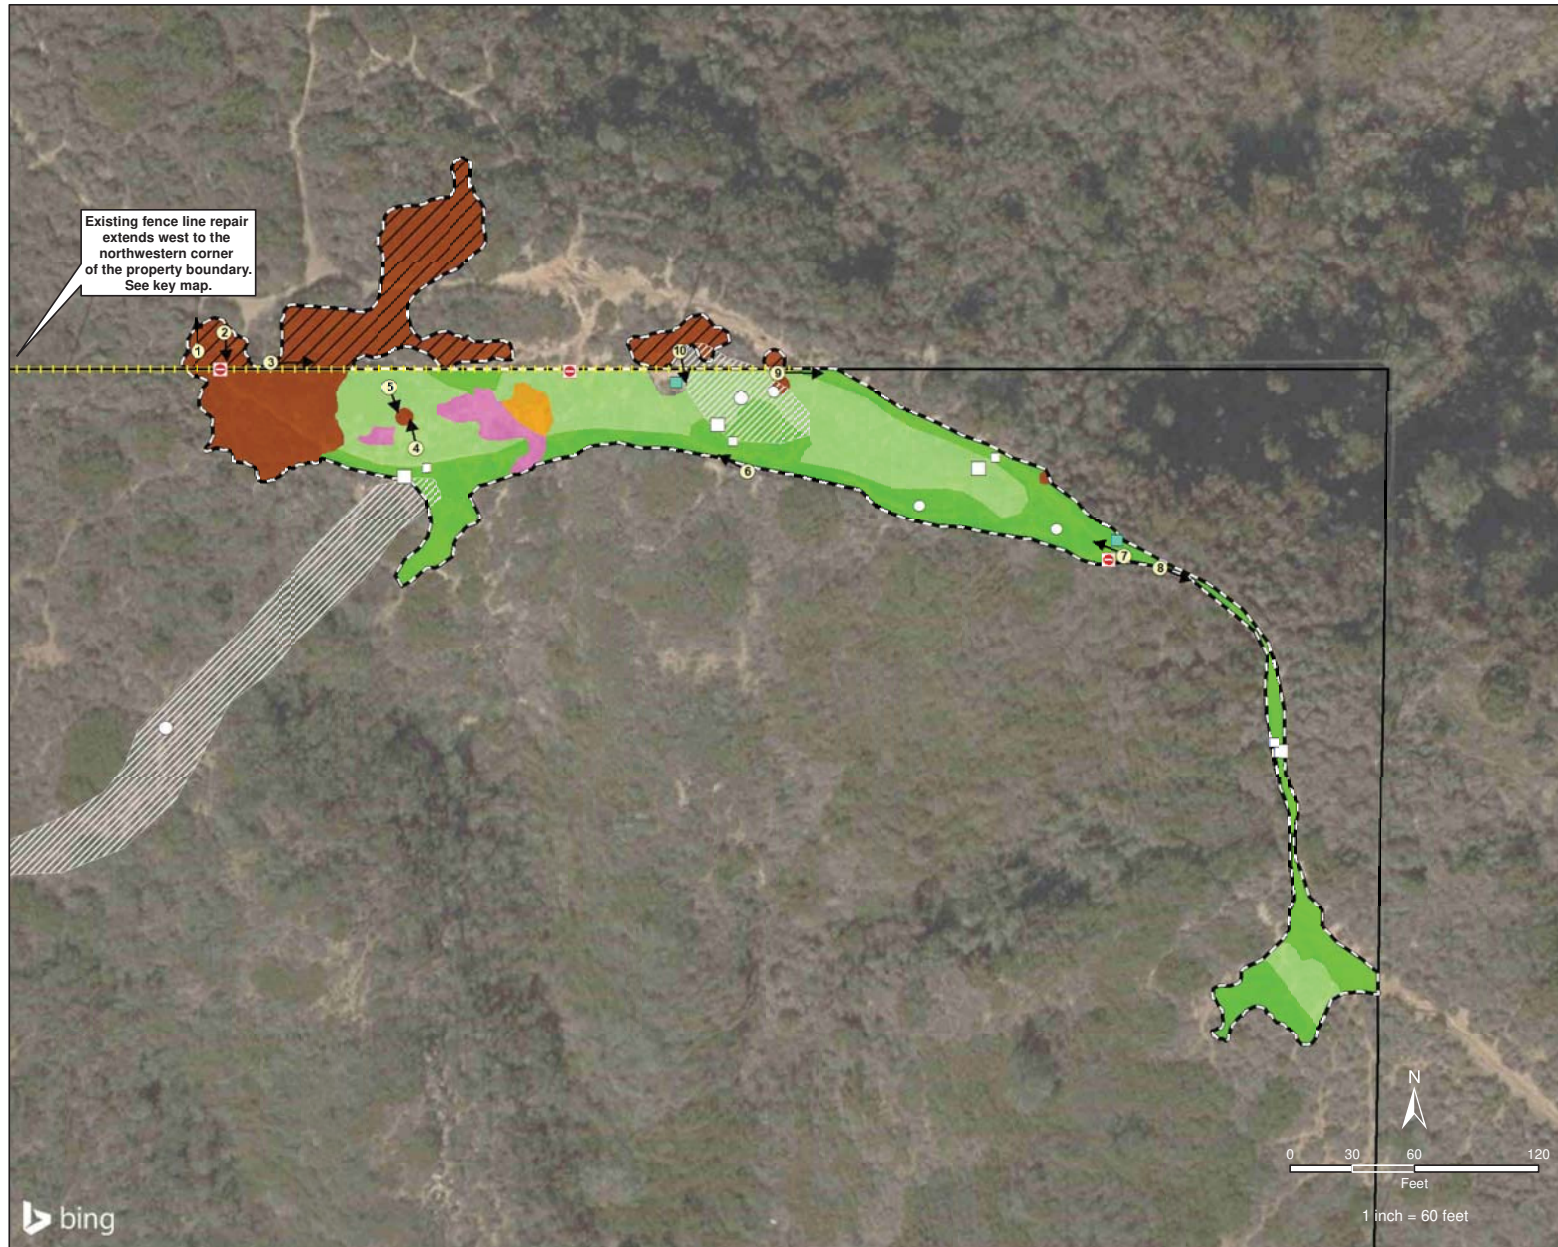 Existing fence line repair
extends west to the
northwestern corner
of the property boundary.
See key map.
1
2
3
10
9
5
4
6
7
8
N
0 30 60 120
Feet
1 inch = 60 feet
bing